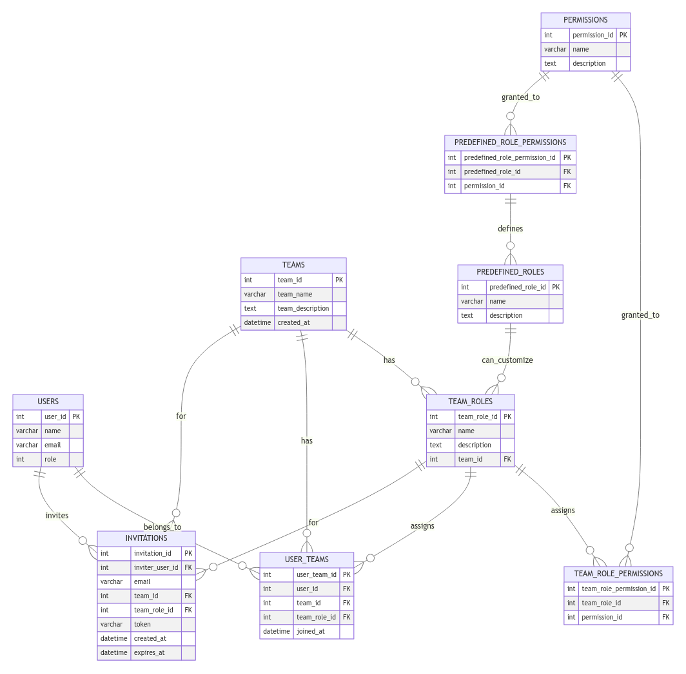 PERMISSIONS
int permission_id PK
varchar name
text description
granted_to
PREDEFINED_ROLE_PERMISSIONS
int predefined_role_permission_id PK
int predefined_role_id FK
int permission_id FK
defines
TEAMS
int team_id PK
varchar team_name
text team_description
datetime created_at
PREDEFINED_ROLES
int predefined_role_id PK
varchar name
text description
granted_to
has
can_customize
USERS
int user_id PK
varchar name
varchar email
int role
TEAM_ROLES
int team_role_id PK
varchar name
text description
int team_id FK
for
has
invites
belongs_to
for
assigns
assigns
INVITATIONS
int invitation_id PK
int inviter_user_id FK
varchar email
int team_id FK
int team_role_id FK
varchar token
datetime created_at
datetime expires_at
USER_TEAMS
int user_team_id PK
int user_id FK
int team_id FK
int team_role_id FK
datetime joined_at
TEAM_ROLE_PERMISSIONS
int team_role_permission_id PK
int team_role_id FK
int permission_id FK